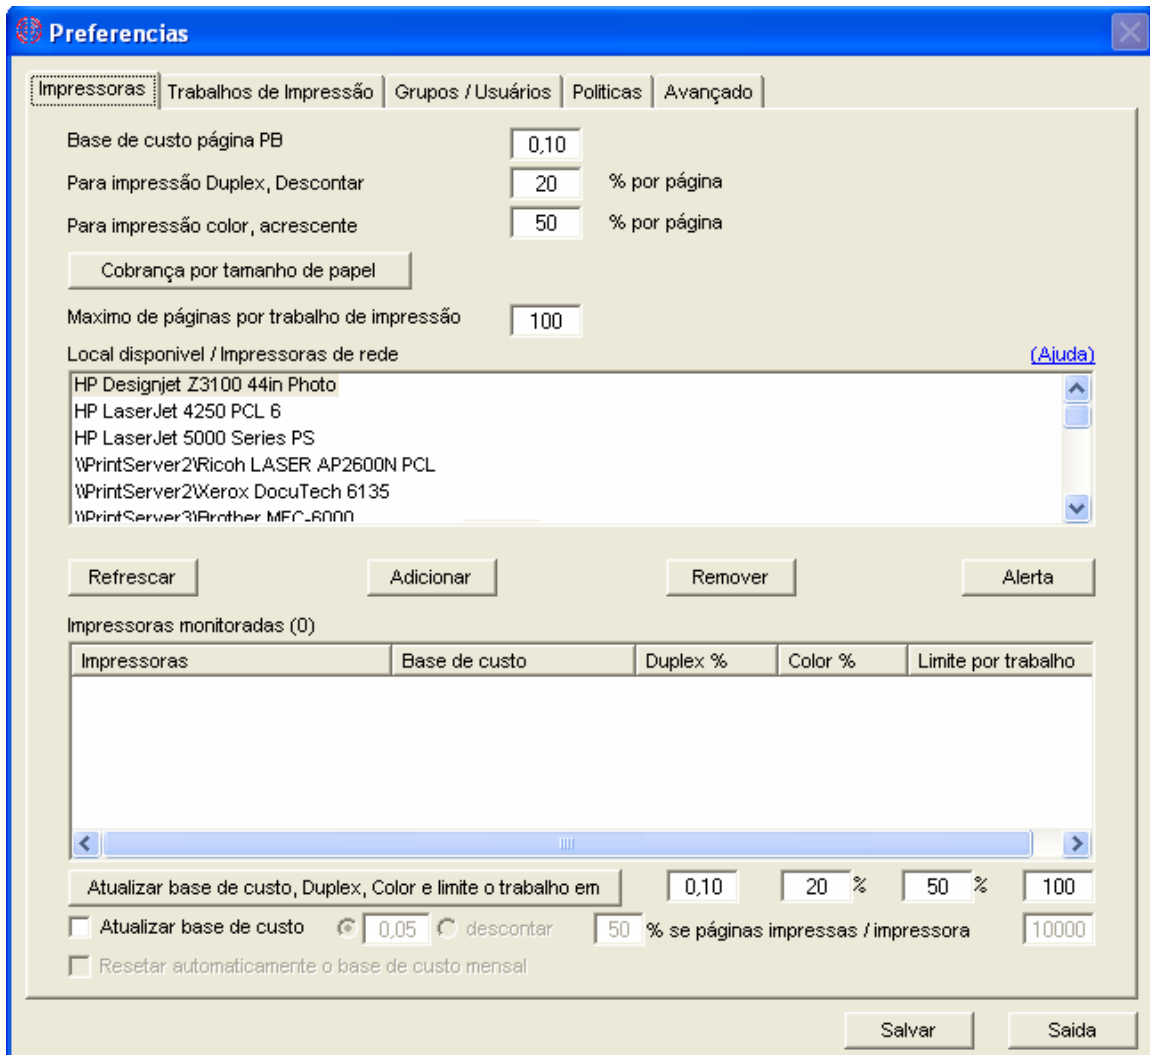 Preferencias
Impressoras Trabalhos de Impressão Grupos / Usuários Politicas Avançado
Base de custo página PB 0,10
Para impressão Duplex, Descontar 20 % por página
Para impressão color, acrescente 50 % por página
Cobrança por tamanho de papel
Maximo de páginas por trabalho de impressão 100
Local disponivel / Impressoras de rede (Ajuda)
HP Designjet Z3100 44in Photo
HP LaserJet 4250 PCL 6
HP LaserJet 5000 Series PS
\\PrintServer2\Ricoh LASER AP2600N PCL
\\PrintServer2\Xerox DocuTech 6135
\\PrintServer3\Brother MFC-6000
Refrescar Adicionar Remover Alerta
Impressoras monitoradas (0)
Impressoras Base de custo Duplex % Color % Limite por trabalho
Atualizar base de custo, Duplex, Color e limite o trabalho em 0,10 20 % 50 % 100
Atualizar base de custo 0,05 descontar 50 % se páginas impressas / impressora 10000
Resetar automaticamente o base de custo mensal
Salvar Saida